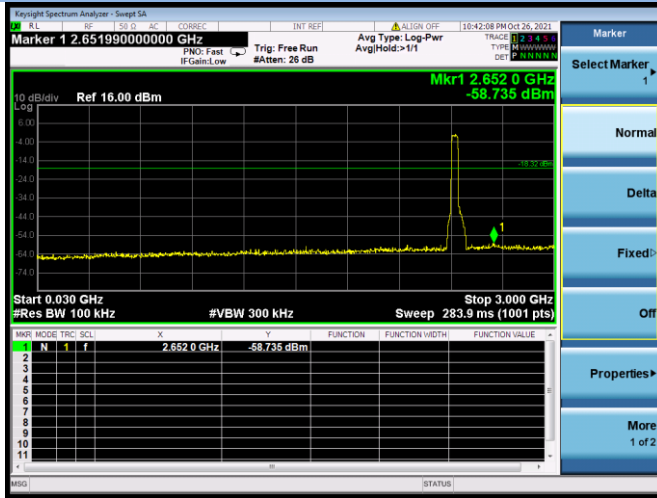 Keysight Spectrum Analyzer - Swept SA
RL RF 50 Ω AC CORREC INT REF ALIGN OFF 10:42:08 PM Oct 26, 2021
Marker 1 2.651990000000 GHz
PNO: Fast
IFGain:Low
Trig: Free Run
#Atten: 26 dB
Avg Type: Log-Pwr
Avg|Hold:>1/1
TRACE 1 2 3 4 5 6
TYPE M W W W W W
DET P N N N N N
Mkr1 2.652 0 GHz
-58.735 dBm
10 dB/div Ref 16.00 dBm
Log
6.00
-4.00
-14.0
-24.0
-34.0
-44.0
-54.0
-64.0
-74.0
-18.32 dBm
1
Start 0.030 GHz Stop 3.000 GHz
#Res BW 100 kHz #VBW 300 kHz Sweep 283.9 ms (1001 pts)
MKR MODE TRC SCL X Y FUNCTION FUNCTION WIDTH FUNCTION VALUE
1 N 1 f 2.652 0 GHz -58.735 dBm
2
3
4
5
6
7
8
9
10
11
MSG STATUS
Marker
Select Marker
1
Normal
Delta
Fixed
Off
Properties
More
1 of 2